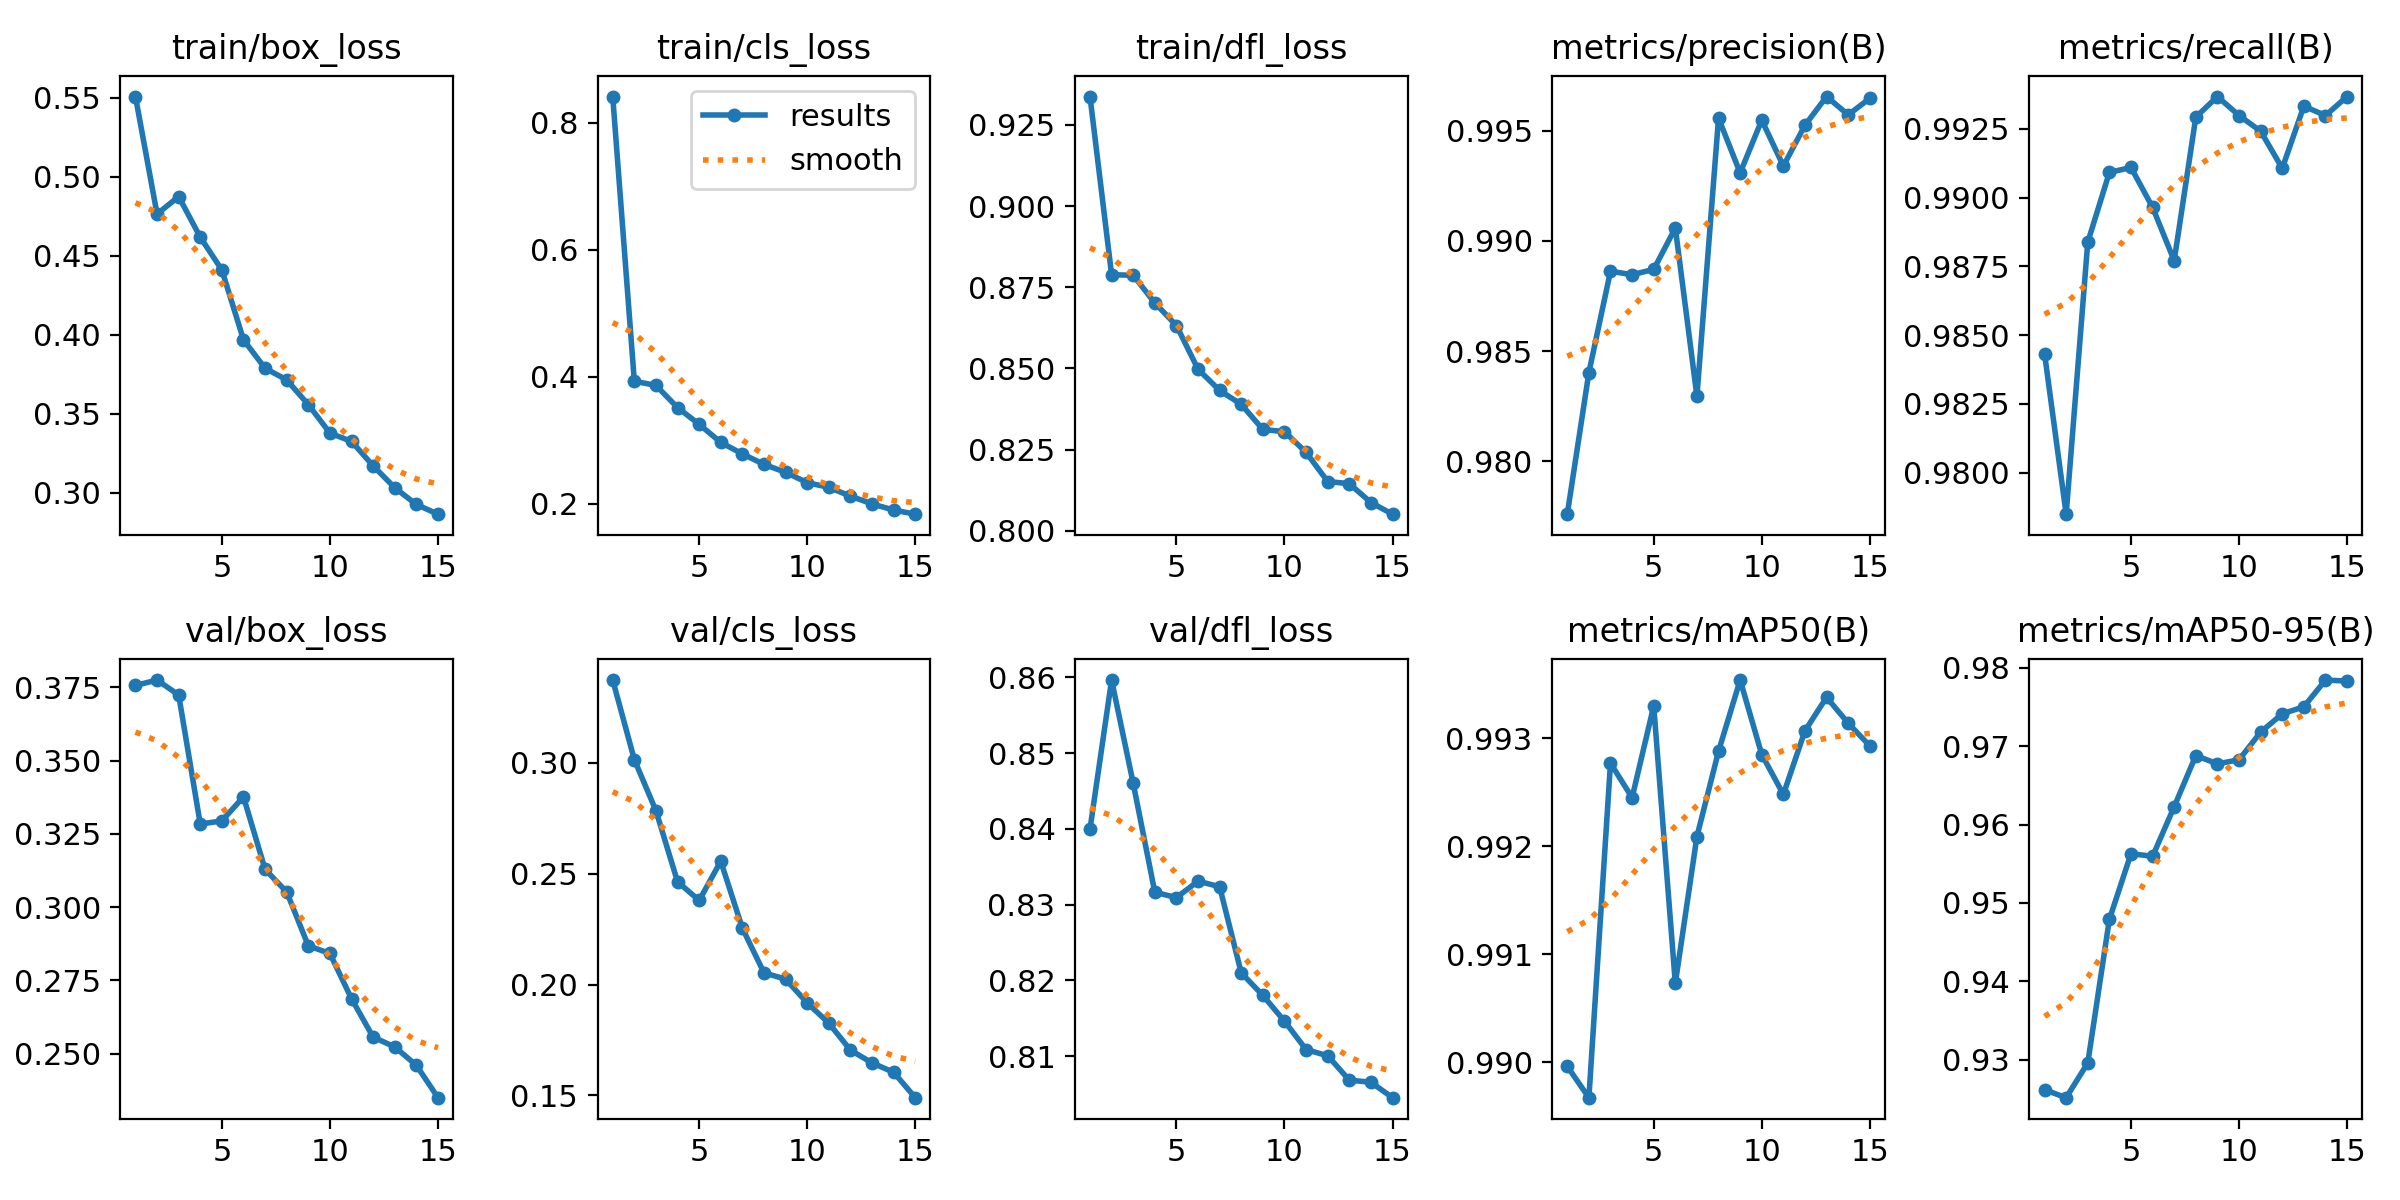 train/box_loss
0.55
0.50
0.45
0.40
0.35
0.30
5 10 15
train/cls_loss
results
smooth
0.8
0.6
0.4
0.2
5 10 15
train/dfl_loss
0.925
0.900
0.875
0.850
0.825
0.800
5 10 15
metrics/precision(B)
0.995
0.990
0.985
0.980
5 10 15
metrics/recall(B)
0.9925
0.9900
0.9875
0.9850
0.9825
0.9800
5 10 15
val/box_loss
0.375
0.350
0.325
0.300
0.275
0.250
5 10 15
val/cls_loss
0.30
0.25
0.20
0.15
5 10 15
val/dfl_loss
0.86
0.85
0.84
0.83
0.82
0.81
5 10 15
metrics/mAP50(B)
0.993
0.992
0.991
0.990
5 10 15
metrics/mAP50-95(B)
0.98
0.97
0.96
0.95
0.94
0.93
5 10 15